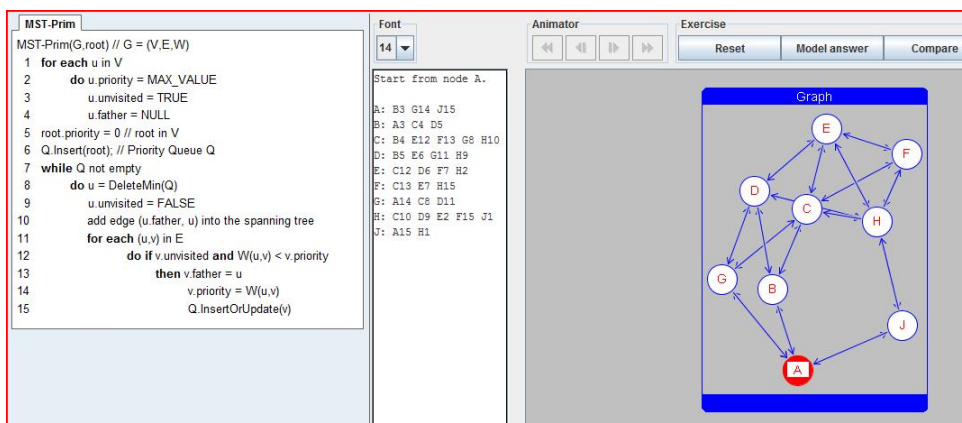 MST-Prim
MST-Prim(G,root) // G = (V,E,W)
1 for each u in V
2 do u.priority = MAX_VALUE
3 u.unvisited = TRUE
4 u.father = NULL
5 root.priority = 0 // root in V
6 Q.Insert(root); // Priority Queue Q
7 while Q not empty
8 do u = DeleteMin(Q)
9 u.unvisited = FALSE
10 add edge (u.father, u) into the spanning tree
11 for each (u,v) in E
12 do if v.unvisited and W(u,v) < v.priority
13 then v.father = u
14 v.priority = W(u,v)
15 Q.InsertOrUpdate(v)
Font
14
Start from node A.
A: B3 G14 J15
B: A3 C4 D5
C: B4 E12 F13 G8 H10
D: B5 E6 G11 H9
E: C12 D6 F7 H2
F: C13 E7 H15
G: A14 C8 D11
H: C10 D9 E2 F15 J1
J: A15 H1
Animator
Exercise
Reset
Model answer
Compare
Graph
E
F
D
C
H
G
B
J
A